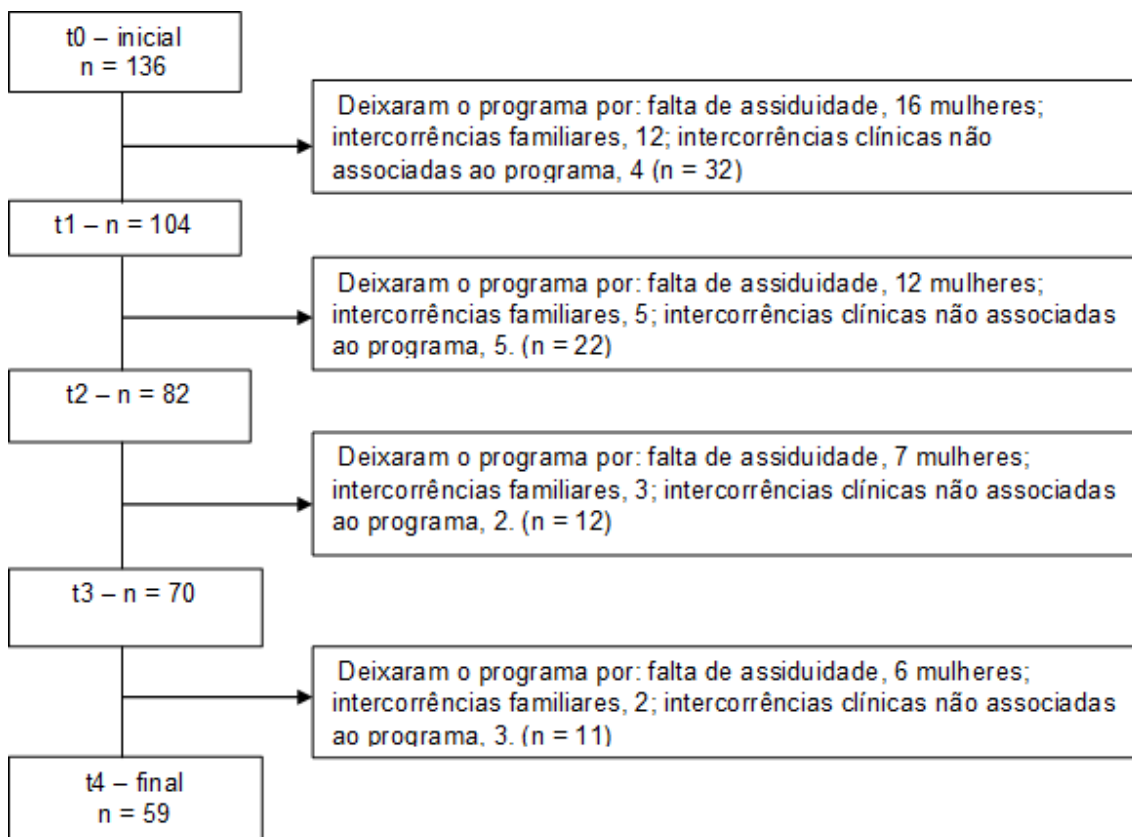 t0 – inicial
n = 136
Deixaram o programa por: falta de assiduidade, 16 mulheres;
intercorrências familiares, 12; intercorrências clínicas não
associadas ao programa, 4 (n = 32)
t1 – n = 104
Deixaram o programa por: falta de assiduidade, 12 mulheres;
intercorrências familiares, 5; intercorrências clínicas não associadas
ao programa, 5. (n = 22)
t2 – n = 82
Deixaram o programa por: falta de assiduidade, 7 mulheres;
intercorrências familiares, 3; intercorrências clínicas não associadas
ao programa, 2. (n = 12)
t3 – n = 70
Deixaram o programa por: falta de assiduidade, 6 mulheres;
intercorrências familiares, 2; intercorrências clínicas não associadas
ao programa, 3. (n = 11)
t4 – final
n = 59